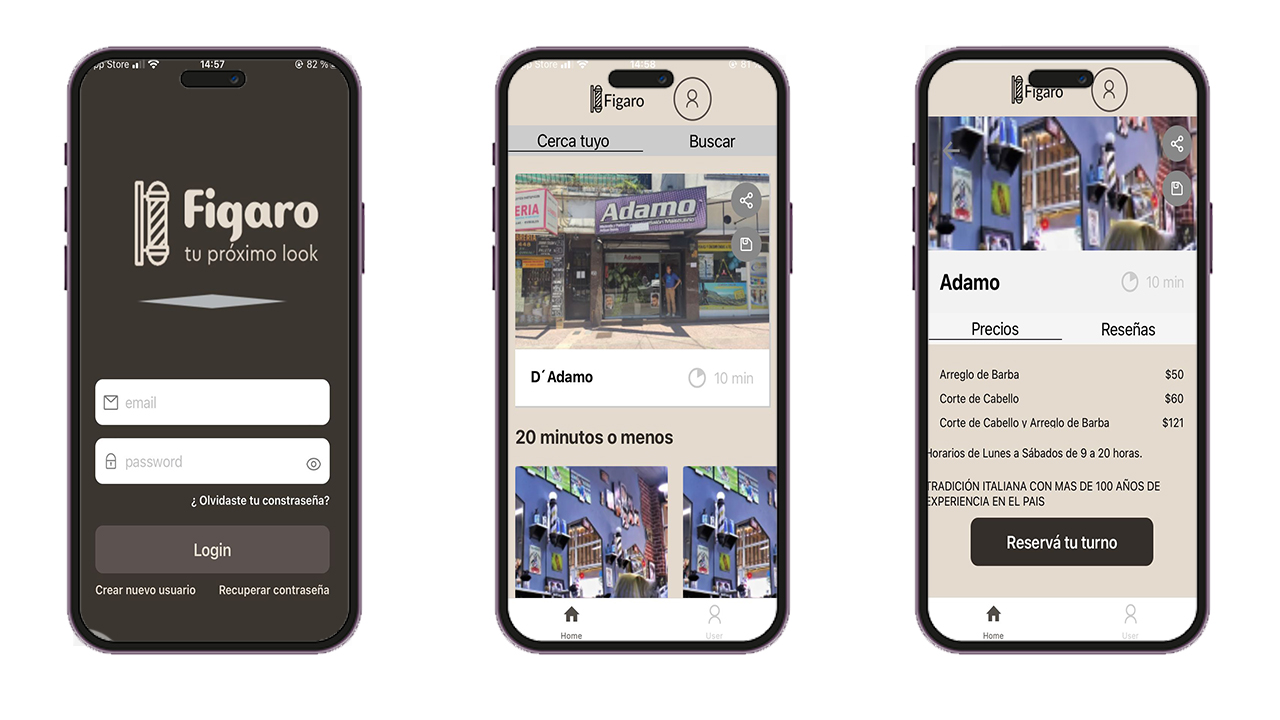 pp Store
14:57
82 %
Figaro
tu próximo look
email
password
¿ Olvidaste tu constraseña?
Login
Crear nuevo usuario Recuperar contraseña
App Store
14:58
81
Figaro
Cerca tuyo Buscar
ERIA
Adamo
Adamo
D´Adamo 10 min
20 minutos o menos
Home User
Figaro
Adamo 10 min
Precios Reseñas
Arreglo de Barba $50
Corte de Cabello $60
Corte de Cabello y Arreglo de Barba $121
Horarios de Lunes a Sábados de 9 a 20 horas.
TRADICIÓN ITALIANA CON MAS DE 100 AÑOS DE
EXPERIENCIA EN EL PAIS
Reservá tu turno
Home User